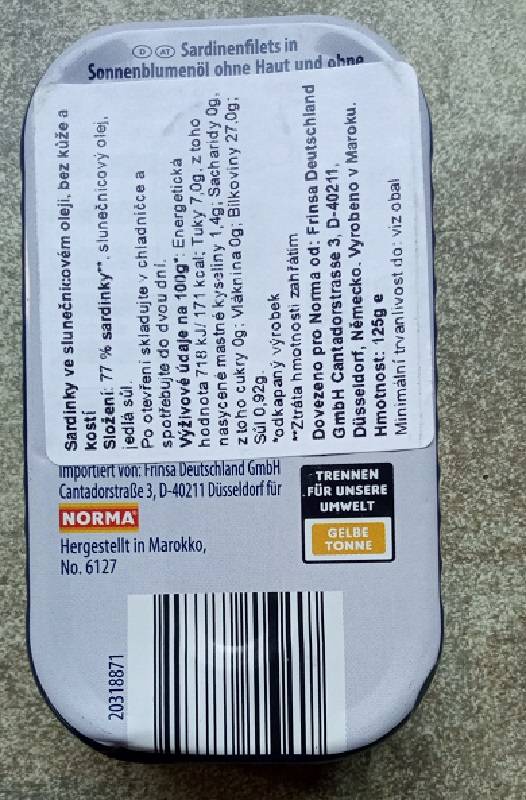 D AT Sardinenfilets in
Sonnenblumenöl ohne Haut und ohne
Sardinky ve slunečnicovém oleji, bez kůže a
kostí
Složení: 77 % sardinky**, slunečnicový olej,
jedlá sůl.
Po otevření skladujte v chladničce a
spotřebujte do dvou dní.
Výživové údaje na 100g*: Energetická
hodnota 718 kJ/ 171 kcal; Tuky 7,0g, z toho
nasycené mastné kyseliny 1,4g; Sacharidy 0g,
z toho cukry 0g; Vláknina 0g; Bílkoviny 27,0g;
Sůl 0,92g.
*odkapaný výrobek
**Ztráta hmotnosti zahřátím
Dovezeno pro Norma od: Frinsa Deutschland
GmbH Cantadorstrasse 3, D-40211,
Düsseldorf, Německo. Vyrobeno v Maroku.
Hmotnost: 125g e
Minimální trvanlivost do: viz obal
Importiert von: Frinsa Deutschland GmbH
Cantadorstraße 3, D-40211 Düsseldorf für
NORMA
Hergestellt in Marokko,
No. 6127
TRENNEN
FÜR UNSERE
UMWELT
GELBE
TONNE
20318871